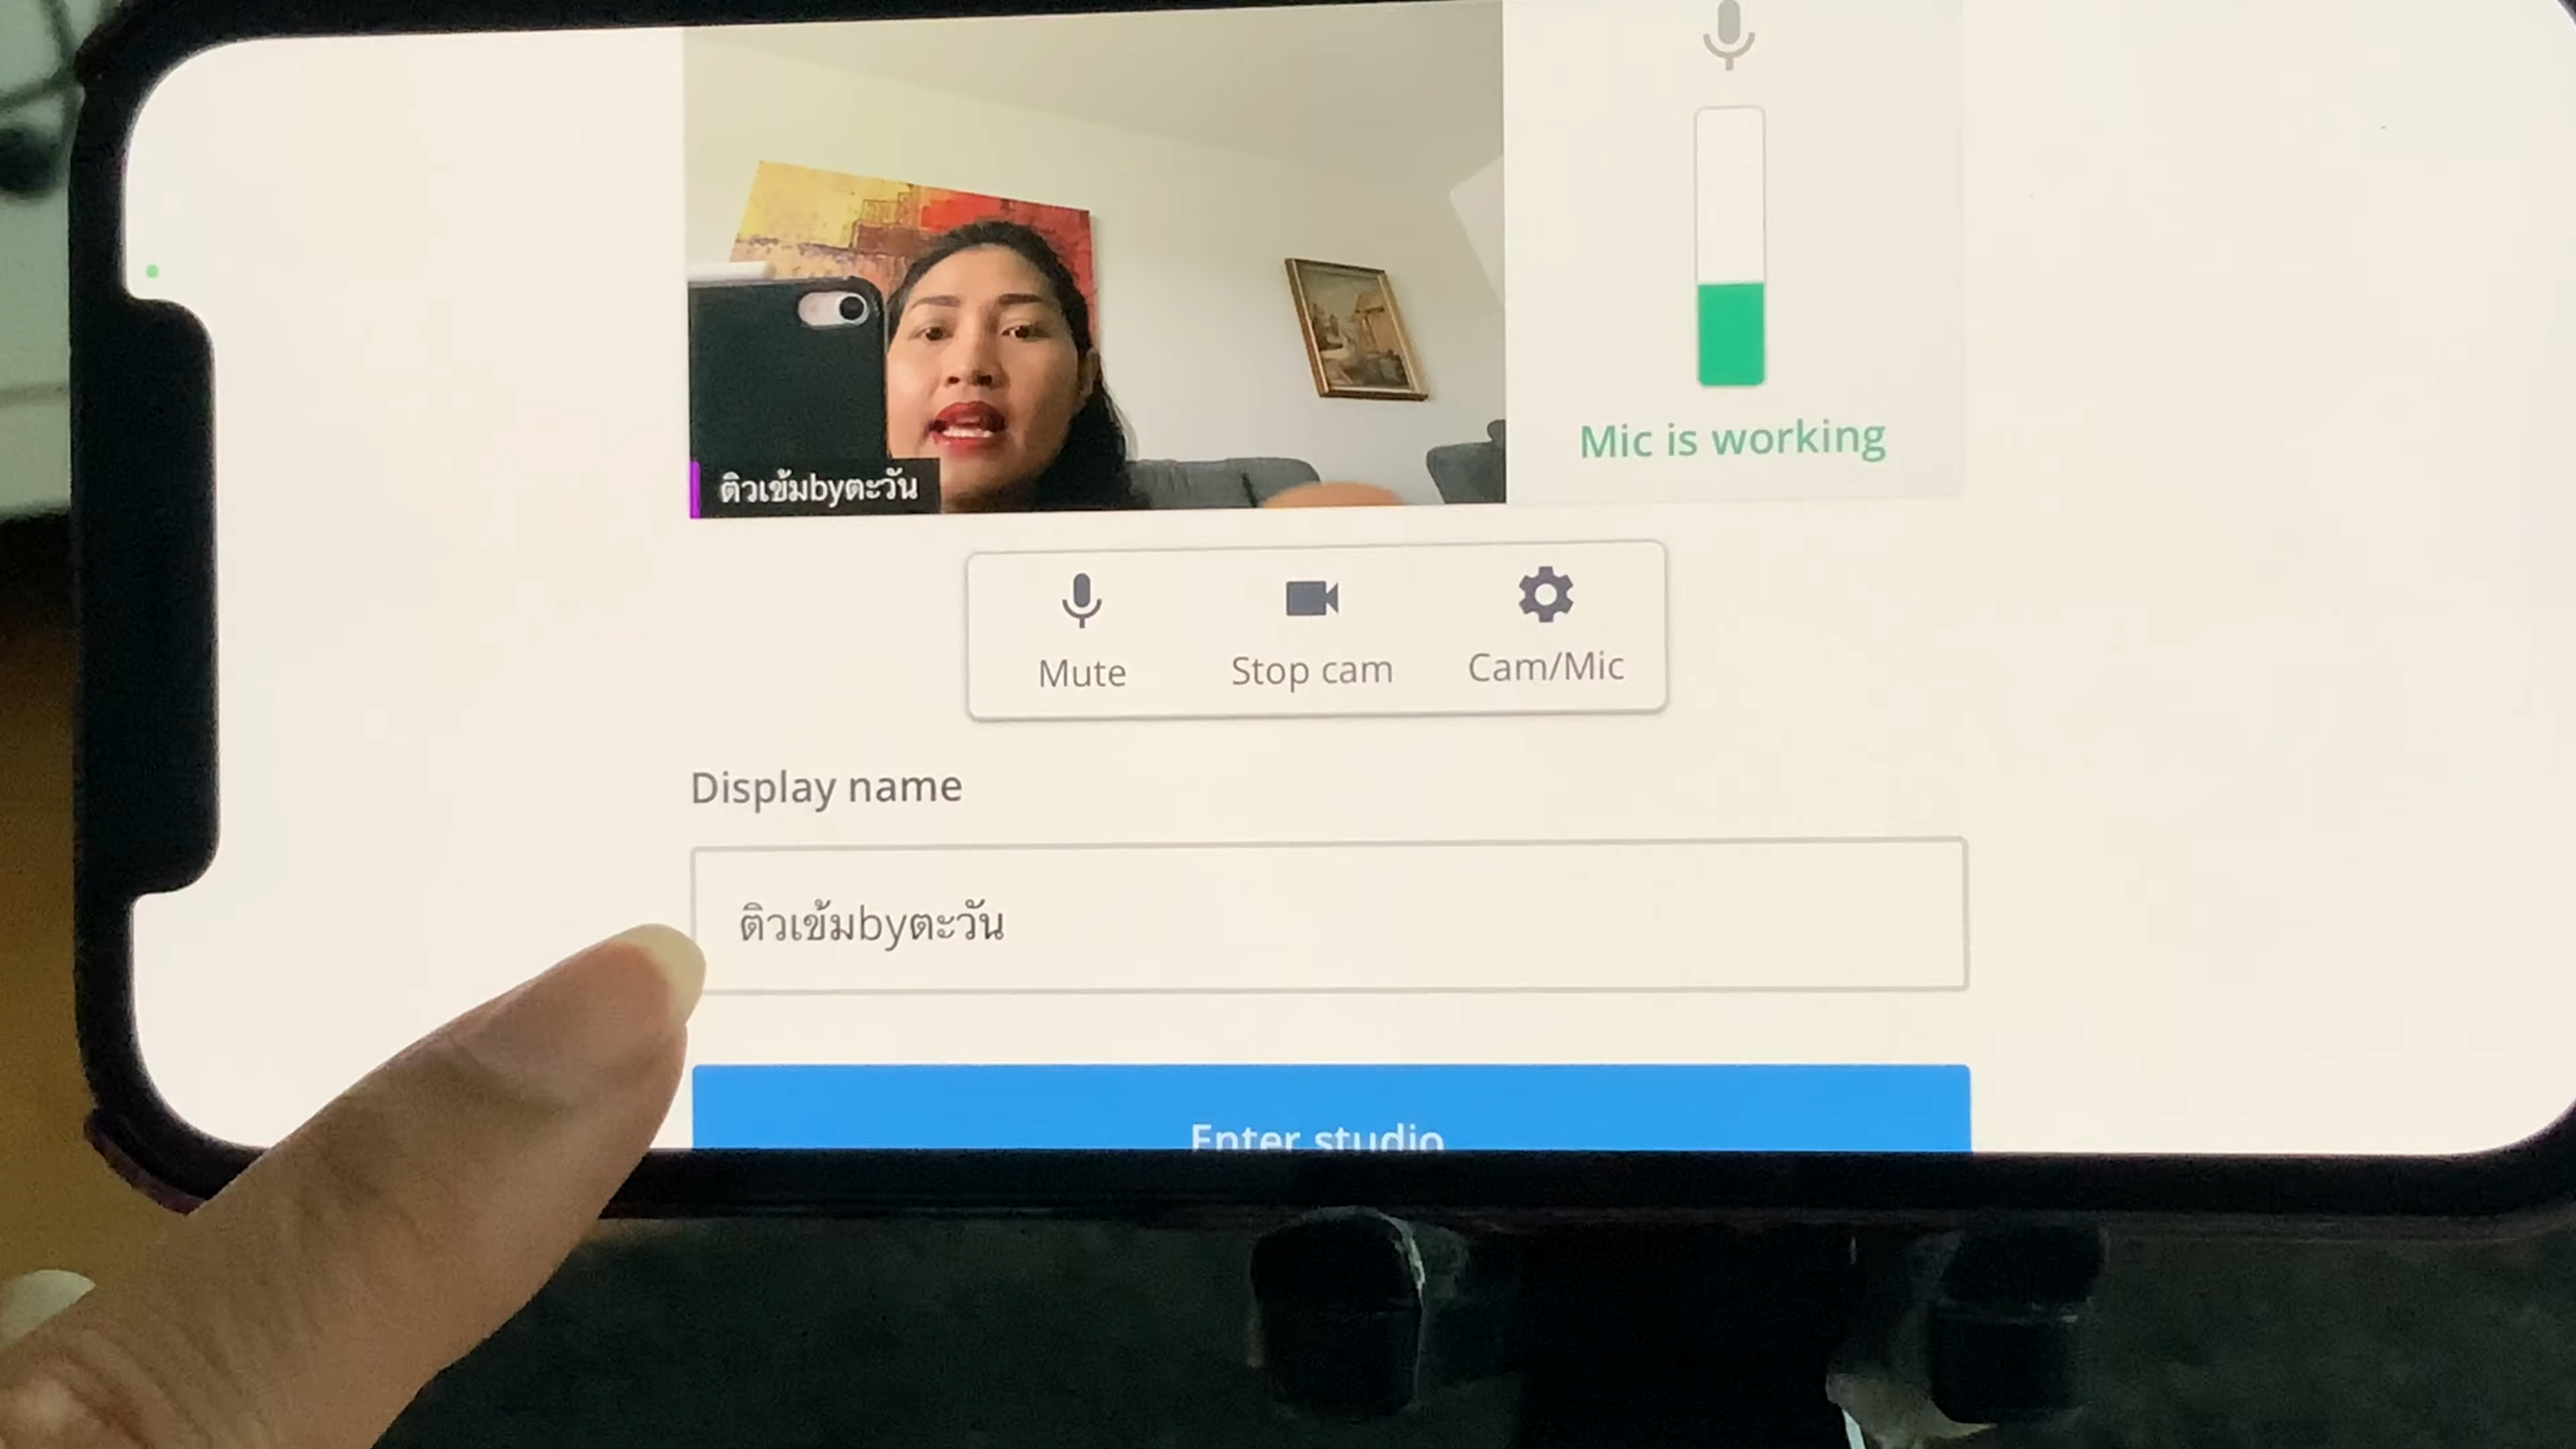 ติวเข้มbyตะวัน
Mic is working
Mute
Stop cam
Cam/Mic
Display name
ติวเข้มbyตะวัน
Enter studio